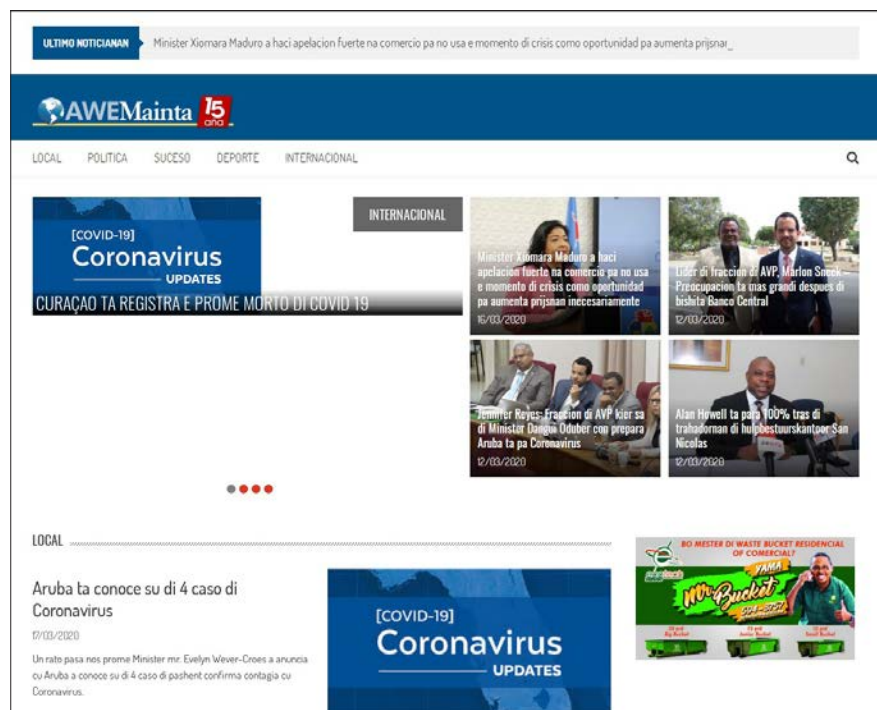 ULTIMO NOTICIANAN
Minister Xiomara Maduro a haci apelacion fuerte na comercio pa no usa e momento di crisis como oportunidad pa aumenta prijsnan_
AWEMainta 15
aña
LOCAL POLITICA SUCESO DEPORTE INTERNACIONAL
INTERNACIONAL
[COVID-19]
Coronavirus
UPDATES
CURAÇAO TA REGISTRA E PROME MORTO DI COVID 19
Minister Xiomara Maduro a haci
apelacion fuerte na comercio pa no usa
e momento di crisis como oportunidad
pa aumenta prijsnan inecesariamente
16/03/2020
Lider di fraccion di AVP, Marlon Sneek –
Preocupacion ta mas grandi despues di
bishita Banco Central
12/03/2020
Jennifer Reyes: Fraccion di AVP kier sa
di Minister Dangui Oduber con prepara
Aruba ta pa Coronavirus
12/03/2020
Alan Howell ta para 100% tras di
trahadornan di hulpbestuurskantoor San
Nicolas
12/03/2020
LOCAL
Aruba ta conoce su di 4 caso di
Coronavirus
17/03/2020
Un rato pasa nos prome Minister mr. Evelyn Wever-Croes a anuncia
cu Aruba a conoce su di 4 caso di pashent confirma contagia cu
Coronavirus.
[COVID-19]
Coronavirus
UPDATES
BO MESTER DI WASTE BUCKET RESIDENCIAL
OF COMERCIAL?
YAMA
Mr Bucket
594-8757